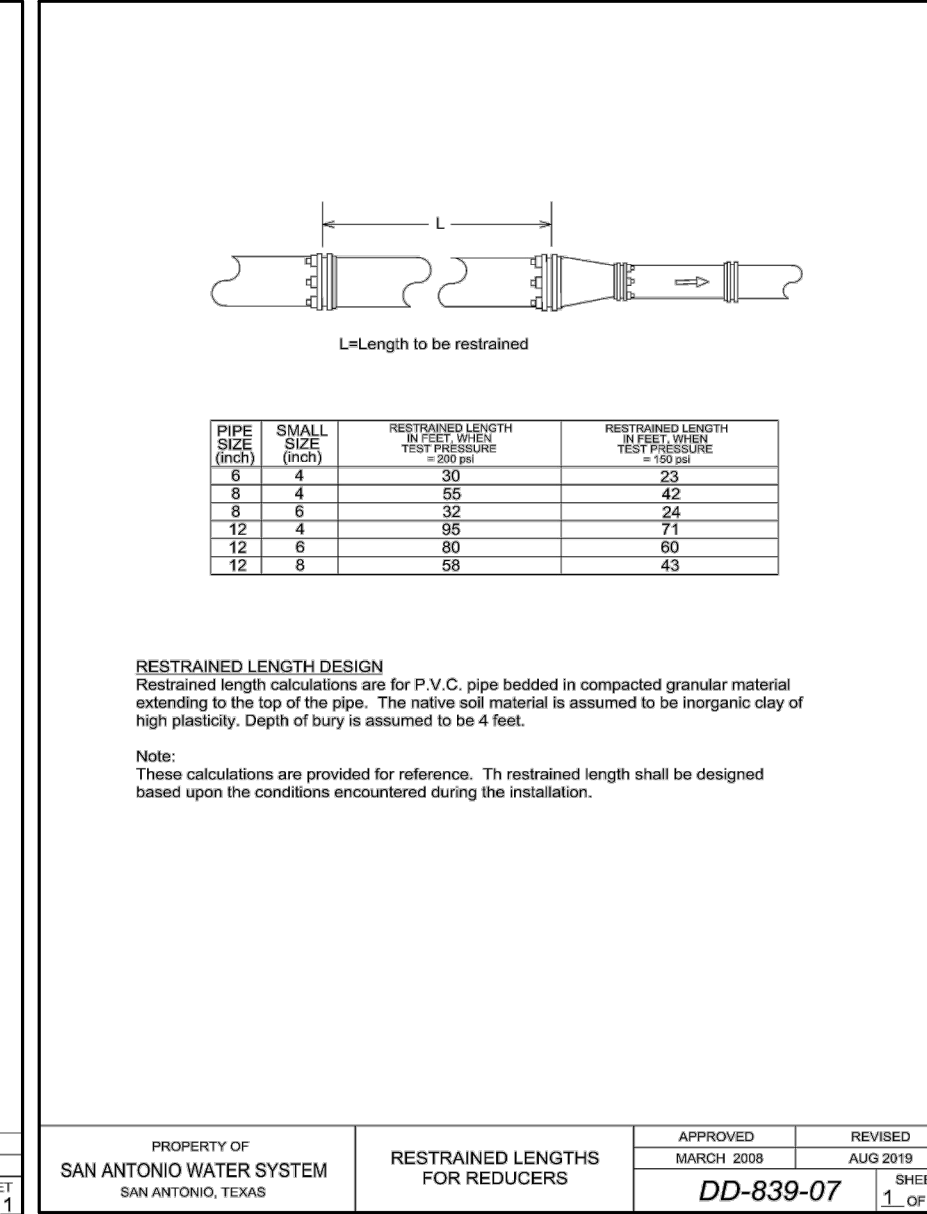 L
L=Length to be restrained
PIPE SIZE (inch) SMALL SIZE (inch) RESTRAINED LENGTH IN FEET, WHEN TEST PRESSURE = 200 psi RESTRAINED LENGTH IN FEET, WHEN TEST PRESSURE = 150 psi
6 4 30 23
8 4 55 42
8 6 32 24
12 4 95 71
12 6 80 60
12 8 58 43
RESTRAINED LENGTH DESIGN
Restrained length calculations are for P.V.C. pipe bedded in compacted granular material
extending to the top of the pipe. The native soil material is assumed to be inorganic clay of
high plasticity. Depth of bury is assumed to be 4 feet.
Note:
These calculations are provided for reference. Th restrained length shall be designed
based upon the conditions encountered during the installation.
PROPERTY OF
SAN ANTONIO WATER SYSTEM
SAN ANTONIO, TEXAS
RESTRAINED LENGTHS
FOR REDUCERS
APPROVED REVISED
MARCH 2008 AUG 2019
DD-839-07
1 OF
1